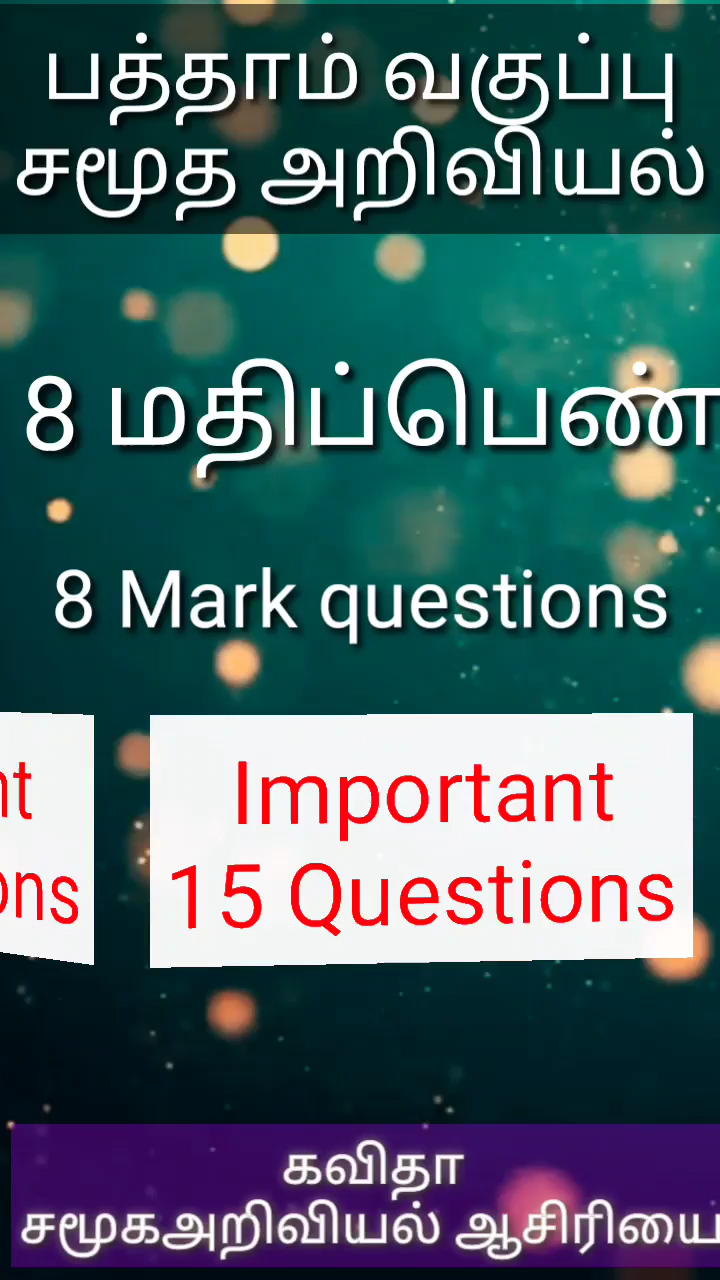 பத்தாம் வகுப்பு
சமூத அறிவியல்
8 மதிப்பெண்
8 Mark questions
Important
15 Questions
கவிதா
சமூகஅறிவியல் ஆசிரியை